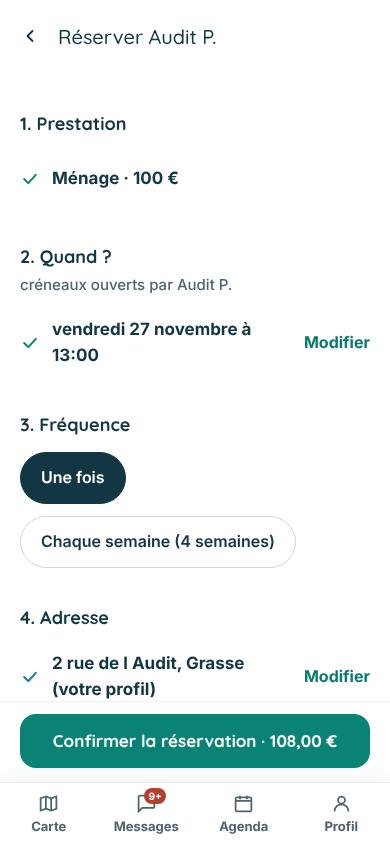 Réserver Audit P.
1. Prestation
Ménage · 100 €
2. Quand ?
créneaux ouverts par Audit P.
vendredi 27 novembre à
13:00
Modifier
3. Fréquence
Une fois
Chaque semaine (4 semaines)
4. Adresse
2 rue de l Audit, Grasse
(votre profil)
Modifier
Confirmer la réservation · 108,00 €
9+
Carte
Messages
Agenda
Profil